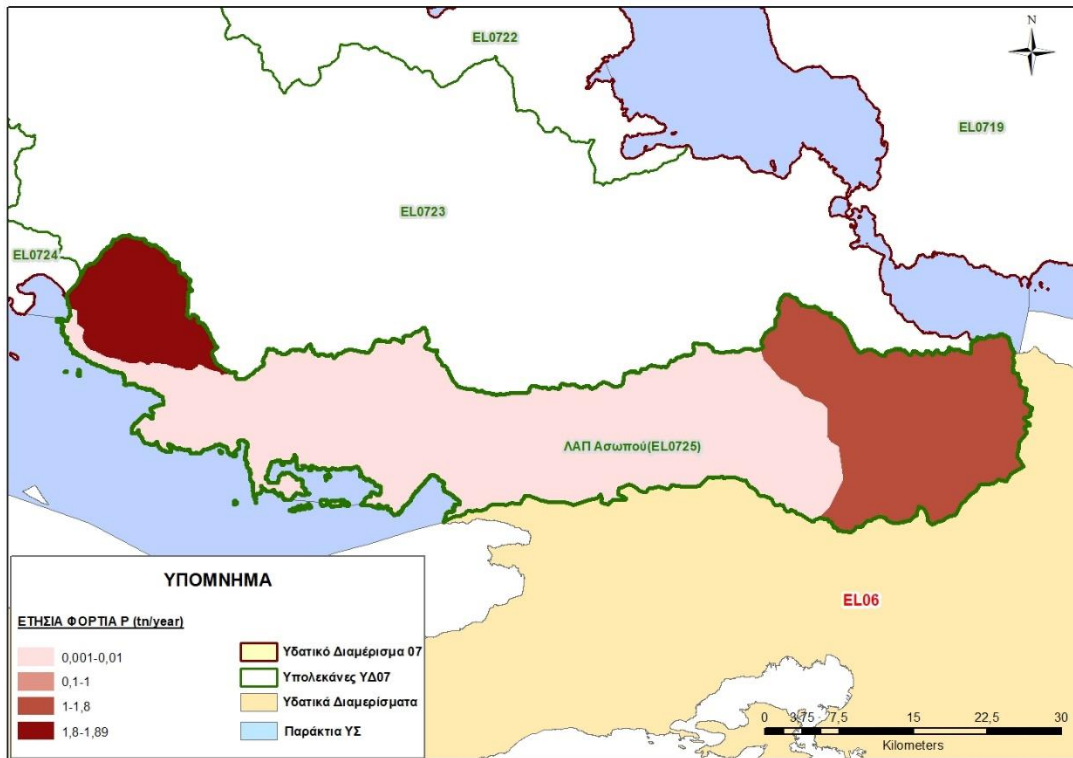 EL0722
N
EL0719
EL0723
EL0724
ΛΑΠ Ασωπού(EL0725)
EL06
ΥΠΟΜΝΗΜΑ
ΕΤΗΣΙΑ ΦΟΡΤΙΑ P (tn/year)
0,001-0,01
0,1-1
1-1,8
1,8-1,89
Υδατικό Διαμέρισμα 07
Υπολεκάνες ΥΔ07
Υδατικά Διαμερίσματα
Παράκτια ΥΣ
0 3,75 7,5 15 22,5 30
Kilometers